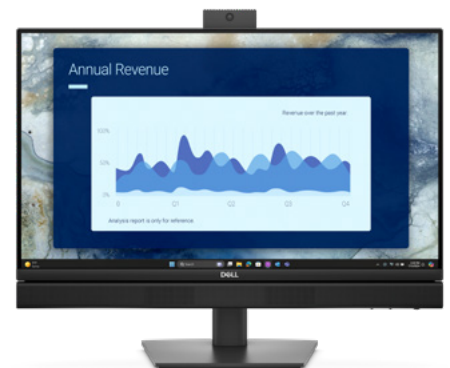 Annual Revenue
Revenue over the past year
100%
50%
0%
0 Q1 Q2 Q3 Q4
Analysis report is only for reference
DELL